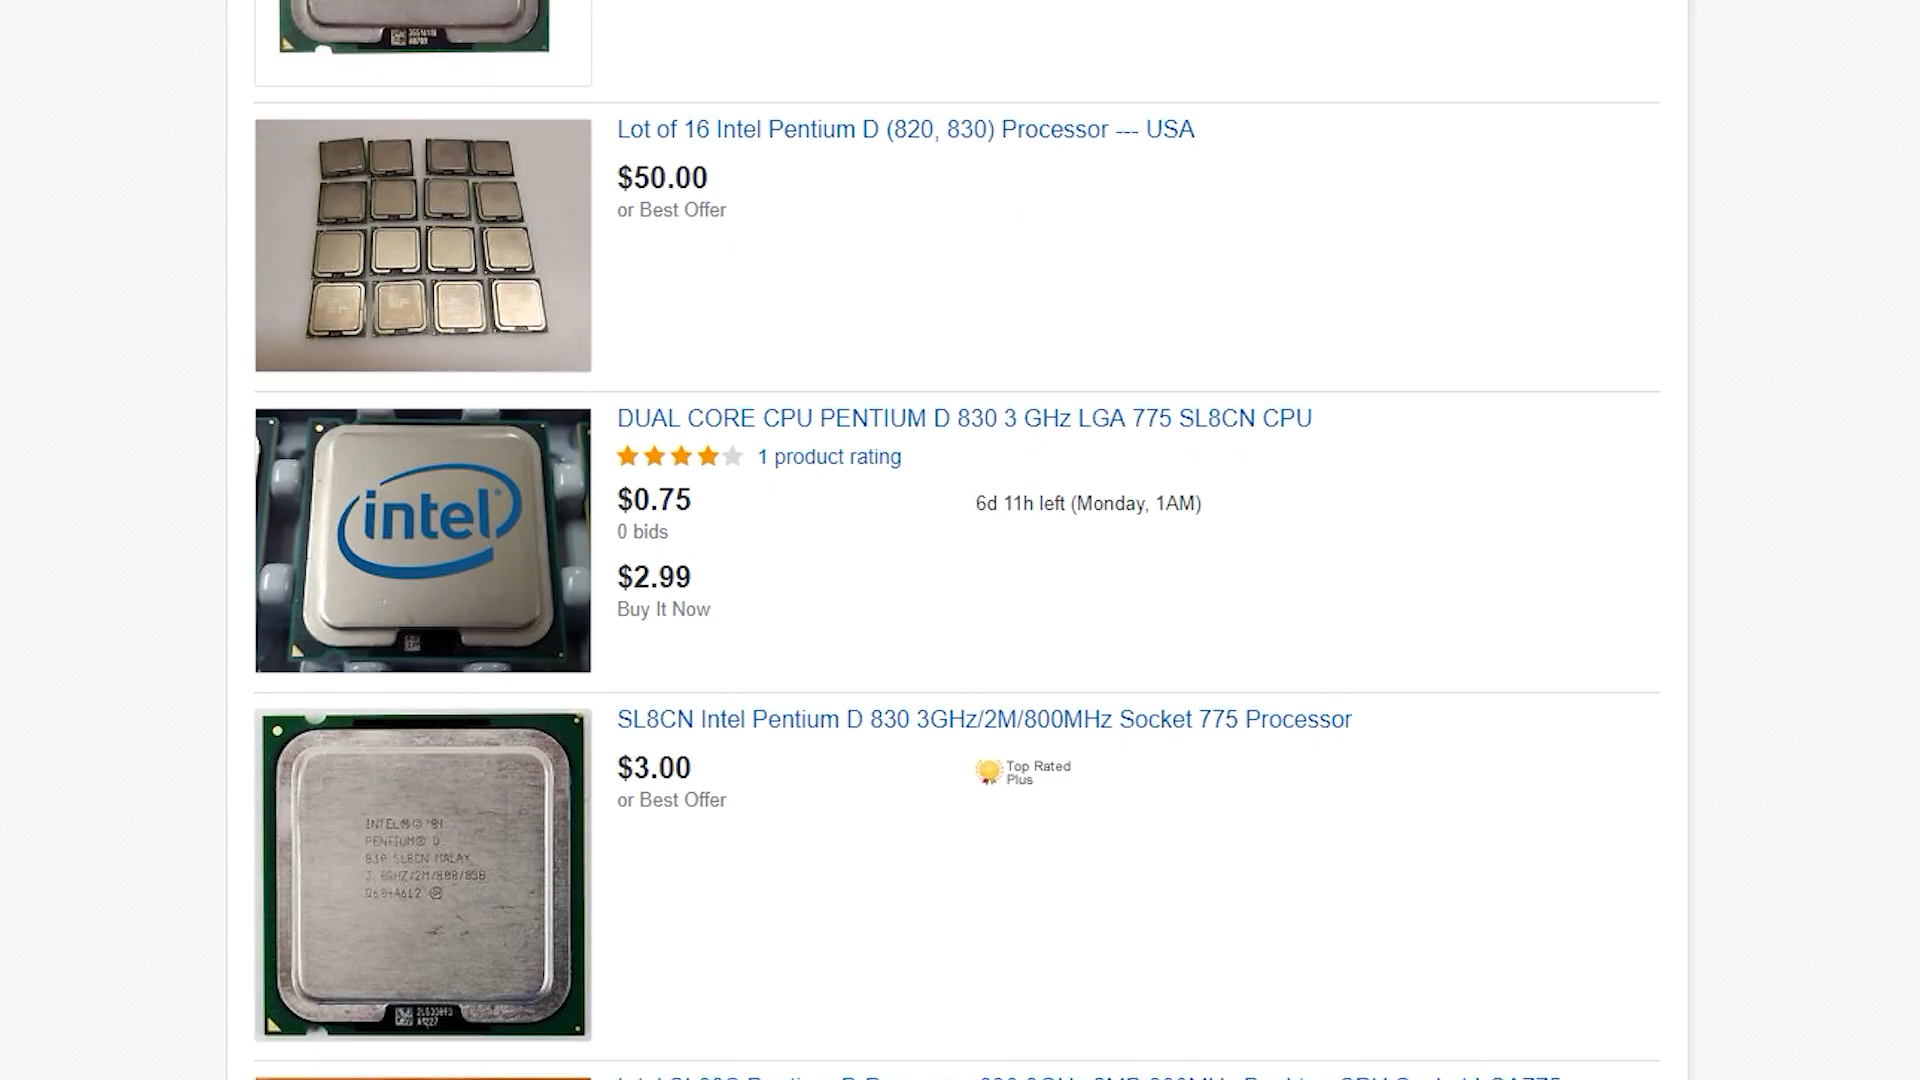 Lot of 16 Intel Pentium D (820, 830) Processor --- USA
$50.00
or Best Offer
intel
DUAL CORE CPU PENTIUM D 830 3 GHz LGA 775 SL8CN CPU
1 product rating
$0.75
6d 11h left (Monday, 1AM)
0 bids
$2.99
Buy It Now
SL8CN Intel Pentium D 830 3GHz/2M/800MHz Socket 775 Processor
$3.00
Top Rated
Plus
or Best Offer
INTEL® © '04
PENTIUM® D
830 SL8CN MALAY